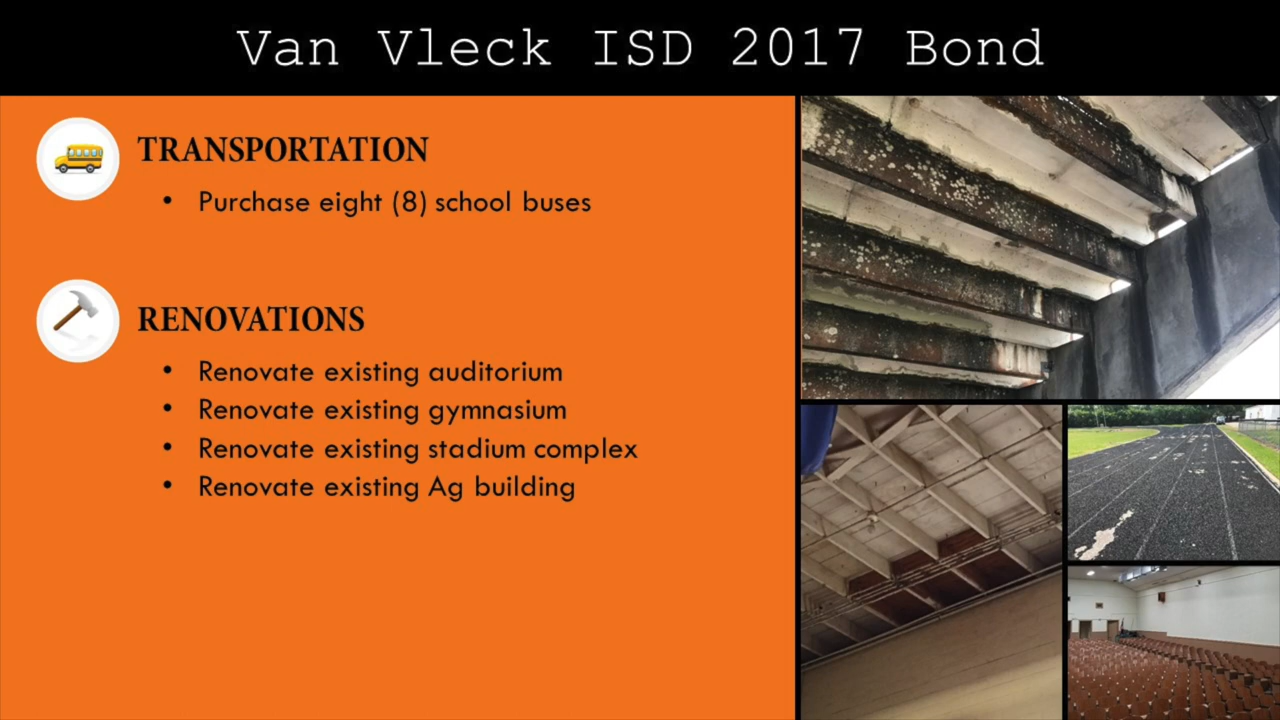 Van Vleck ISD 2017 Bond
TRANSPORTATION
• Purchase eight (8) school buses
RENOVATIONS
• Renovate existing auditorium
• Renovate existing gymnasium
• Renovate existing stadium complex
• Renovate existing Ag building